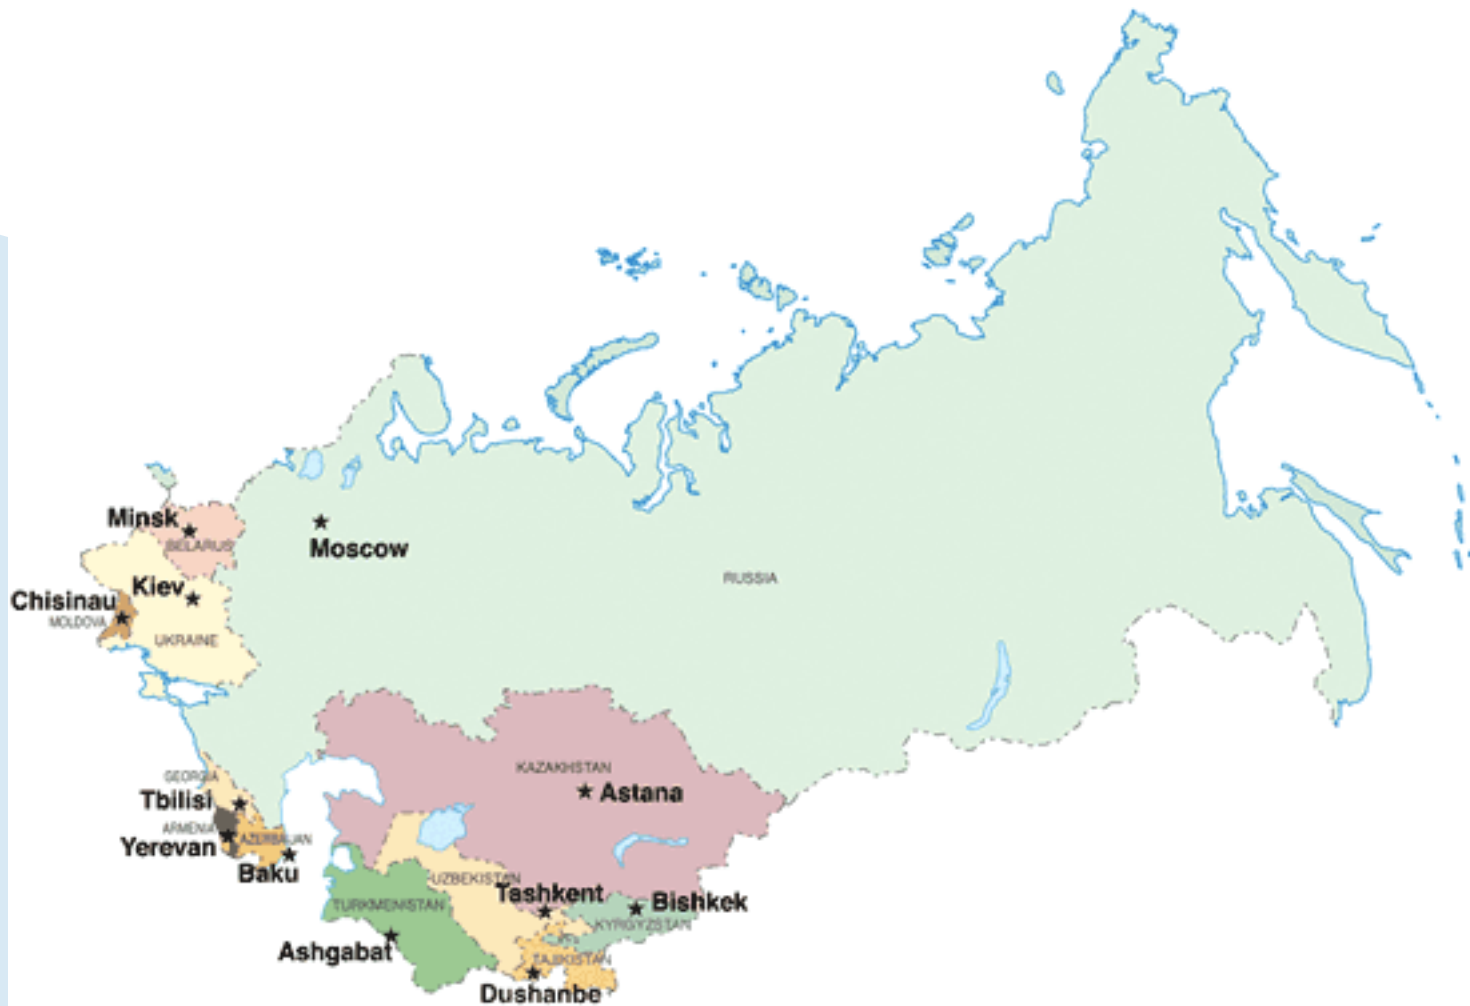 Minsk
BELARUS
Moscow
RUSSIA
Kiev
Chisinau
MOLDOVA
UKRAINE
KAZAKHSTAN
GEORGIA
Astana
Tbilisi
ARMENIA
AZERBAIJAN
Yerevan
Baku
UZBEKISTAN
Tashkent
Bishkek
TURKMENISTAN
KYRGYZSTAN
Ashgabat
TAJIKISTAN
Dushanbe